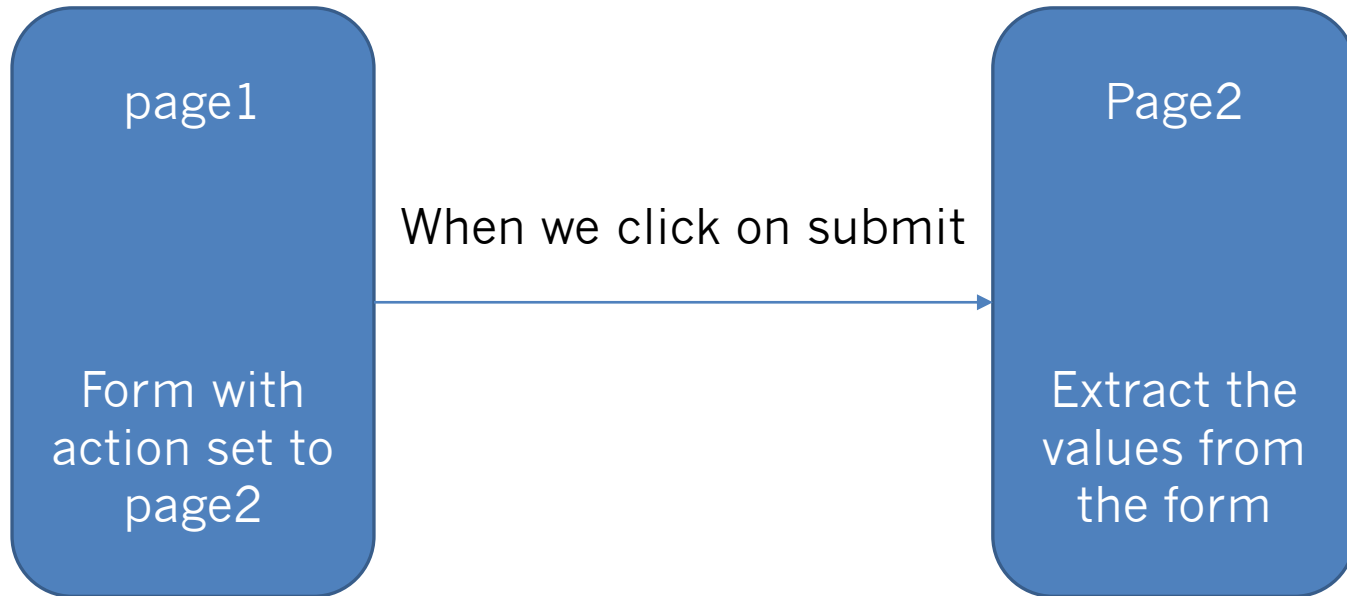 page1
Form with
action set to
page2
When we click on submit
Page2
Extract the
values from
the form